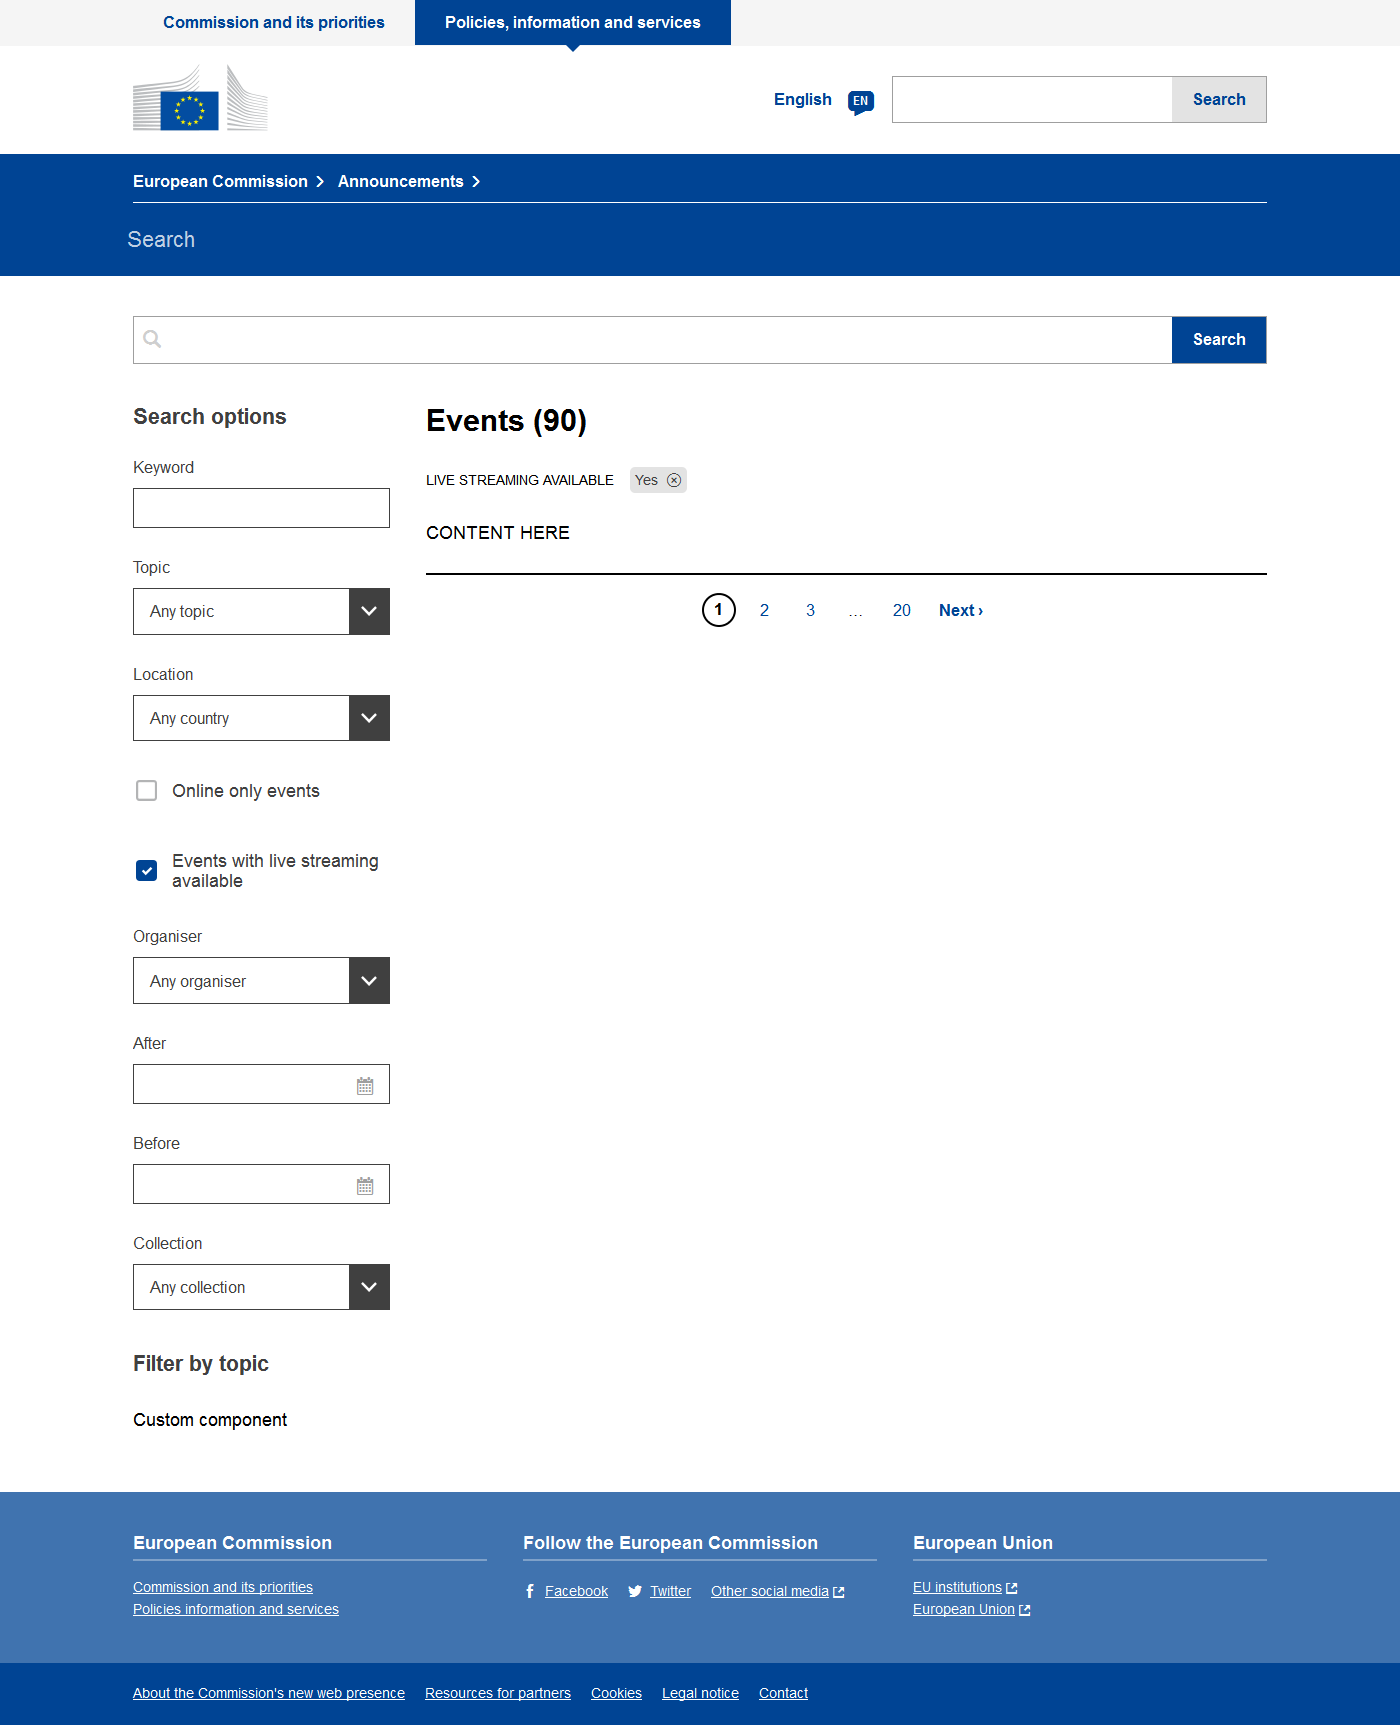 Commission and its priorities
Policies, information and services
English EN
Search
European Commission Announcements
Search
Search
Search options
Keyword
Topic
Any topic
Location
Any country
Online only events
Events with live streaming
available
Organiser
Any organiser
After
Before
Collection
Any collection
Filter by topic
Custom component
Events (90)
LIVE STREAMING AVAILABLE Yes
CONTENT HERE
1 2 3 ... 20 Next ›
European Commission
Commission and its priorities
Policies information and services
Follow the European Commission
Facebook Twitter Other social media
European Union
EU institutions
European Union
About the Commission's new web presence Resources for partners Cookies Legal notice Contact